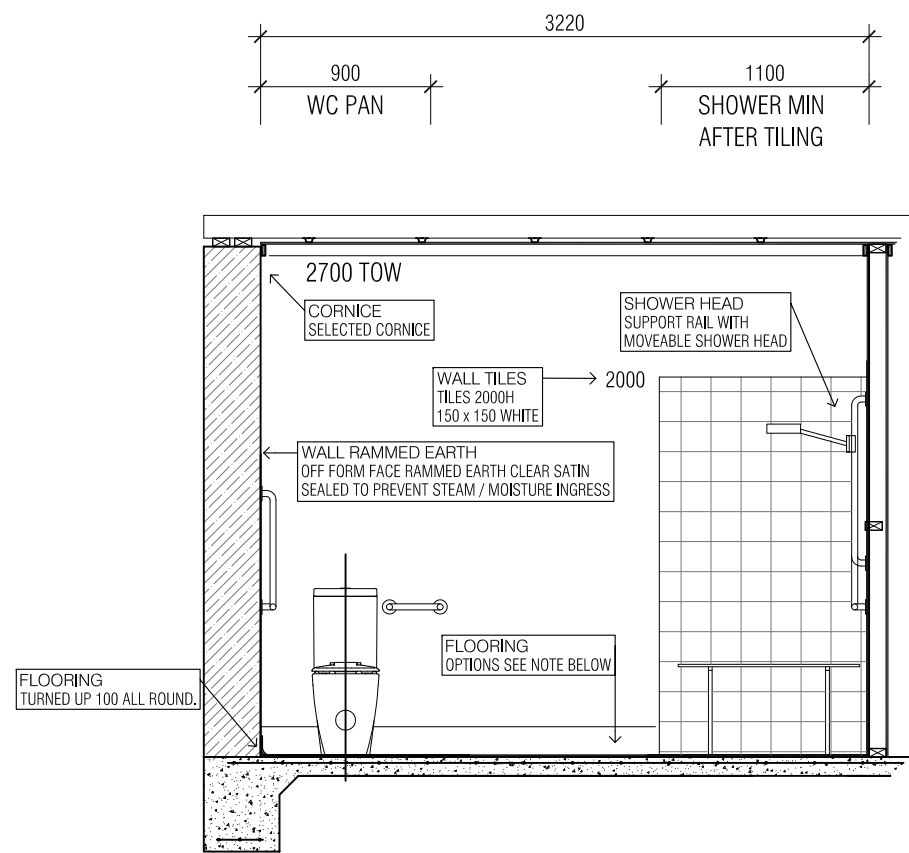 3220
900
WC PAN
1100
SHOWER MIN
AFTER TILING
2700 TOW
CORNICE
SELECTED CORNICE
SHOWER HEAD
SUPPORT RAIL WITH
MOVEABLE SHOWER HEAD
WALL TILES
TILES 2000H
150 x 150 WHITE
2000
WALL RAMMED EARTH
OFF FORM FACE RAMMED EARTH CLEAR SATIN
SEALED TO PREVENT STEAM / MOISTURE INGRESS
FLOORING
OPTIONS SEE NOTE BELOW
FLOORING
TURNED UP 100 ALL ROUND.